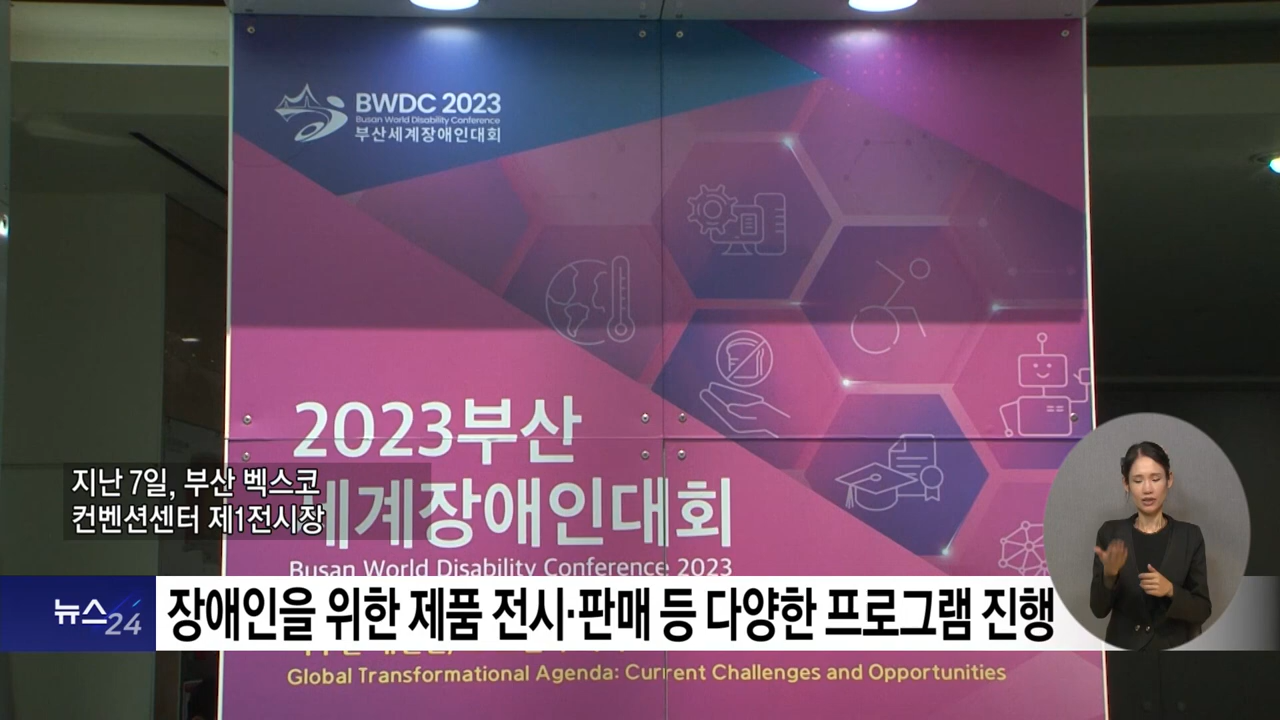 BWDC 2023
Busan World Disability Conference
부산세계장애인대회
2023부산
세계장애인대회
Busan World Disability Conference 2023
지난 7일, 부산 벡스코
컨벤션센터 제1전시장
뉴스24
장애인을 위한 제품 전시·판매 등 다양한 프로그램 진행
Global Transformational Agenda: Current Challenges and Opportunities